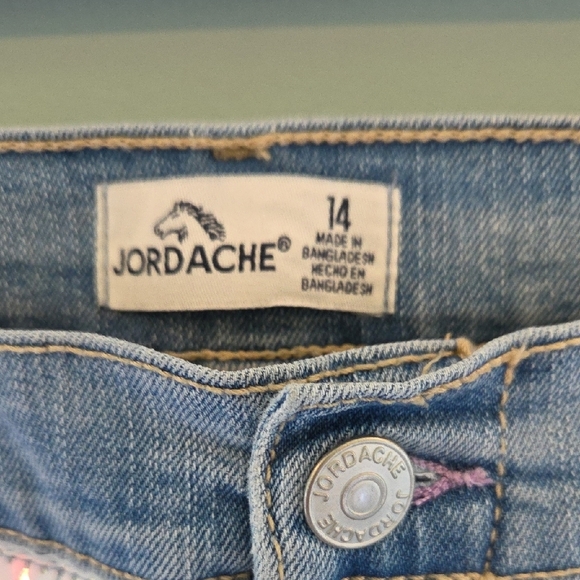 JORDACHE®
14
MADE IN
BANGLADESH
HECHO EN
BANGLADESH
JORDACHE
JORDACHE